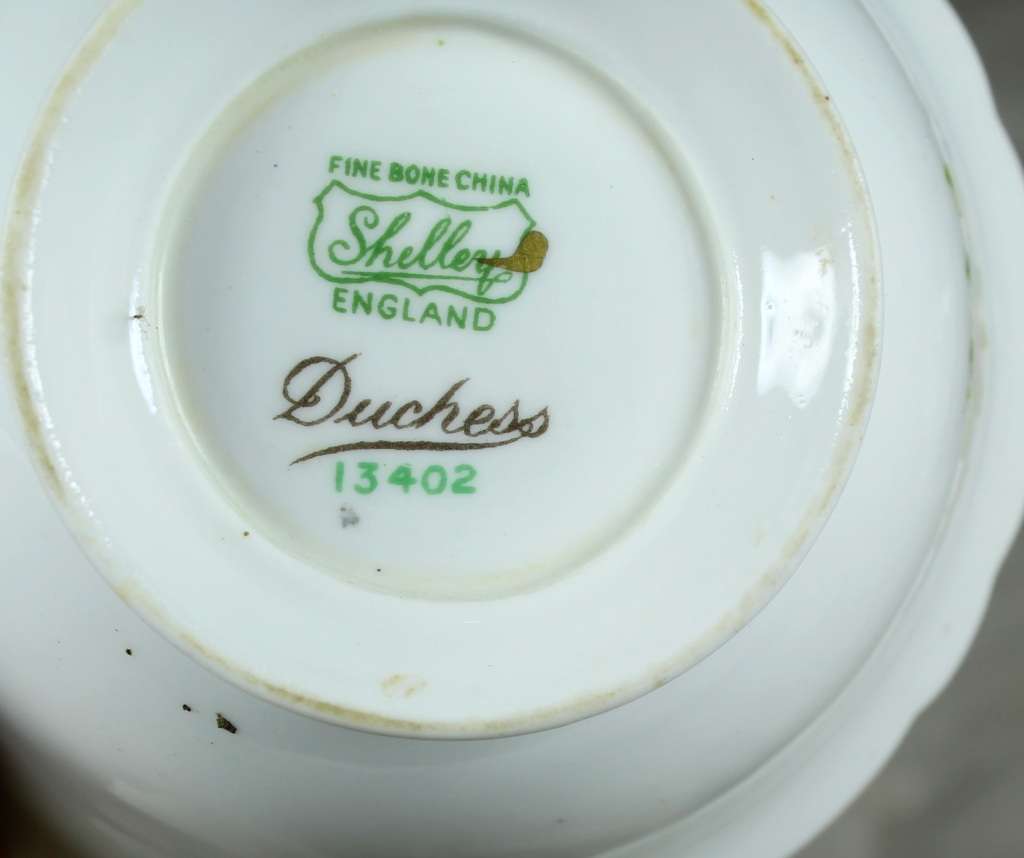 FINE BONE CHINA
Shelley
ENGLAND
Duchess
13402